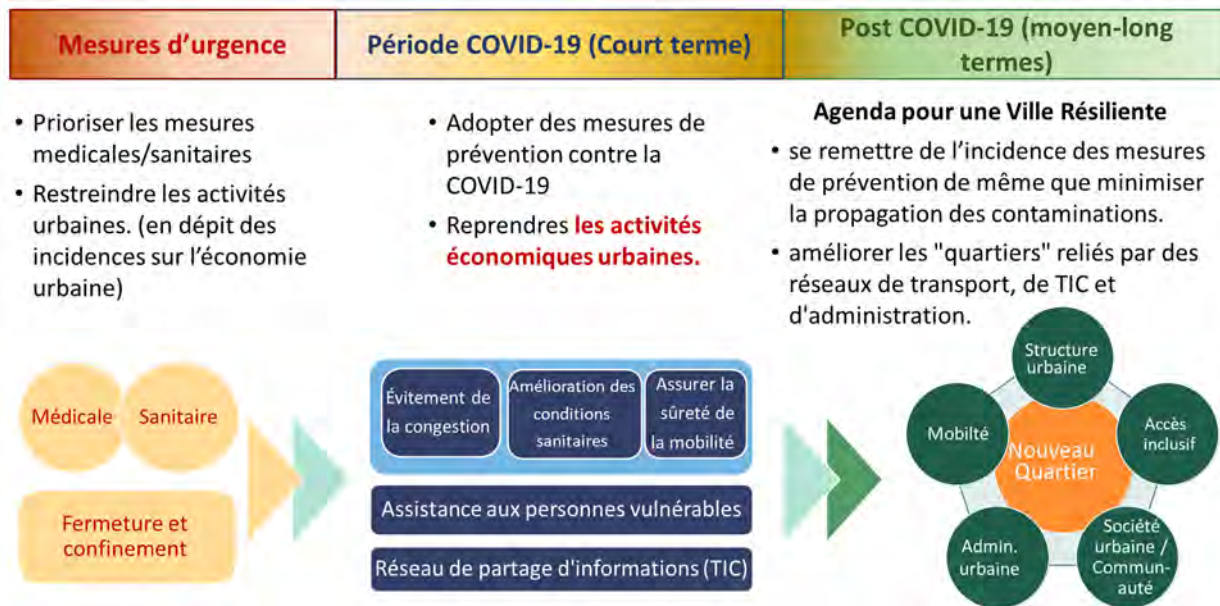 Mesures d'urgence
Période COVID-19 (Court terme)
Post COVID-19 (moyen-long
termes)
• Prioriser les mesures
medicales/sanitaires
• Restreindre les activités
urbaines. (en dépit des
incidences sur l'économie
urbaine)
• Adopter des mesures de
prévention contre la
COVID-19
• Reprendres les activités
économiques urbaines.
Agenda pour une Ville Résiliente
• se remettre de l'incidence des mesures
de prévention de même que minimiser
la propagation des contaminations.
• améliorer les "quartiers" reliés par des
réseaux de transport, de TIC et
d'administration.
Médicale
Sanitaire
Fermeture et
confinement
Évitement de
la congestion
Amélioration des
conditions
sanitaires
Assurer la
sûreté de
la mobilité
Assistance aux personnes vulnérables
Réseau de partage d'informations (TIC)
Structure
urbaine
Mobilté
Accès
inclusif
Nouveau
Quartier
Admin.
urbaine
Société
urbaine /
Commun-
auté